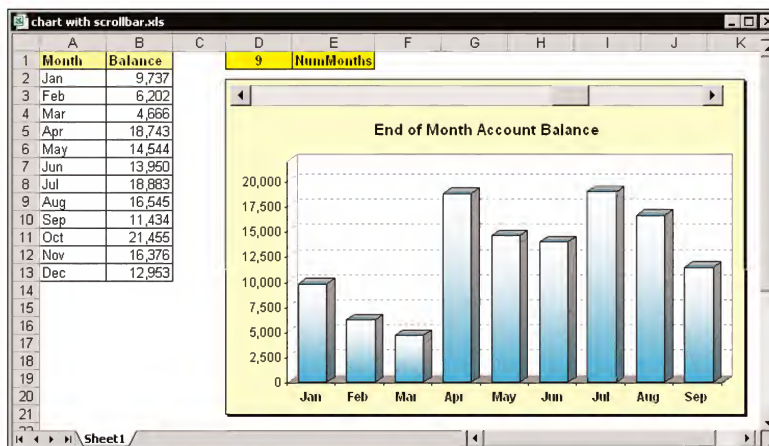 chart with scrollbar.xls
A B C D E F G H I J K
1 Month Balance 9 NumMonths
2 Jan 9,737
3 Feb 6,202
4 Mar 4,666
5 Apr 18,743
6 May 14,544
7 Jun 13,950
8 Jul 18,883
9 Aug 16,545
10 Sep 11,434
11 Oct 21,455
12 Nov 16,376
13 Dec 12,953
14
15
16
17
18
19
20
21
End of Month Account Balance
20,000
17,500
15,000
12,500
10,000
7,500
5,000
2,500
0
Jan Feb Mar Apr May Jun Jul Aug Sep
Sheet1